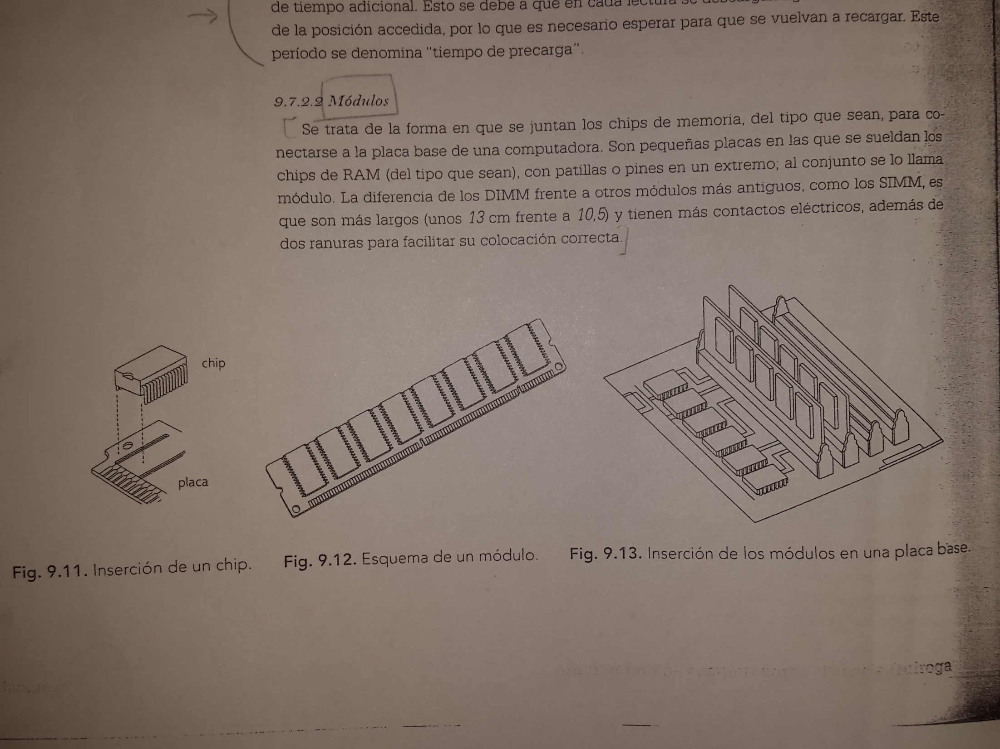 de tiempo adicional. Esto se debe a que en cada lectura se
de la posición accedida, por lo que es necesario esperar para que se vuelvan a recargar. Este
período se denomina "tiempo de precarga".
9.7.2.2 Módulos
Se trata de la forma en que se juntan los chips de memoria, del tipo que sean, para co-
nectarse a la placa base de una computadora. Son pequeñas placas en las que se sueldan los
chips de RAM (del tipo que sean), con patillas o pines en un extremo; al conjunto se lo llama
módulo. La diferencia de los DIMM frente a otros módulos más antiguos, como los SIMM, es
que son más largos (unos 13 cm frente a 10,5) y tienen más contactos eléctricos, además de
dos ranuras para facilitar su colocación correcta.
chip
placa
Fig. 9.11. Inserción de un chip.
Fig. 9.12. Esquema de un módulo.
Fig. 9.13. Inserción de los módulos en una placa base.
Quiroga